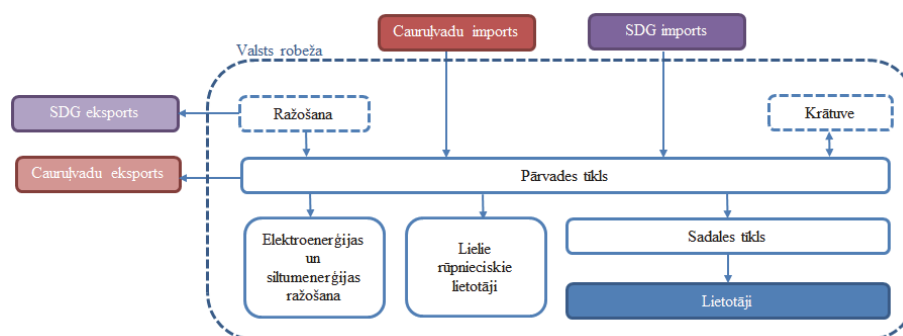 Cauruļvadu imports
SDG imports
Valsts robeža
SDG eksports
Ražošana
Krātuve
Cauruļvadu eksports
Pārvades tīkls
Elektroenerģijas
un
siltumenerģijas
ražošana
Lielie
rūpnieciskie
lietotāji
Sadales tīkls
Lietotāji